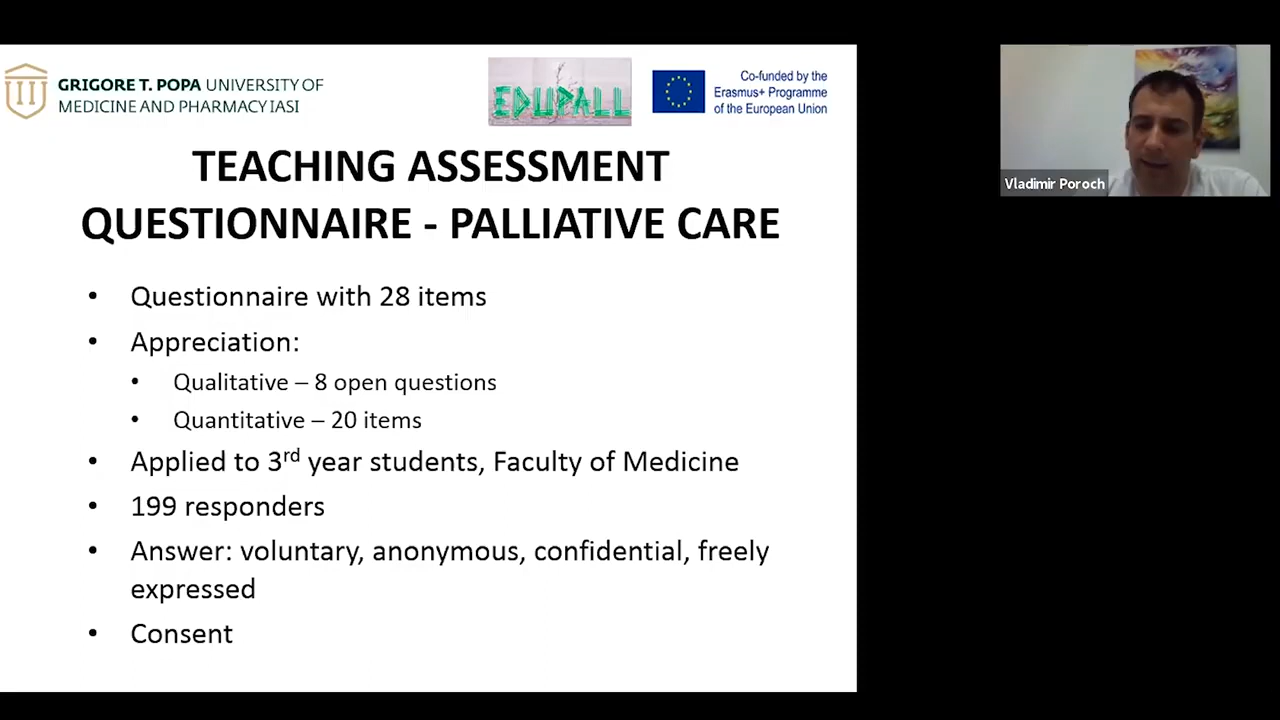 GRIGORE T. POPA UNIVERSITY OF
MEDICINE AND PHARMACY IASI
EDUPALL
Co-funded by the
Erasmus+ Programme
of the European Union
TEACHING ASSESSMENT
QUESTIONNAIRE - PALLIATIVE CARE
• Questionnaire with 28 items
• Appreciation:
• Qualitative – 8 open questions
• Quantitative – 20 items
• Applied to 3rd year students, Faculty of Medicine
• 199 responders
• Answer: voluntary, anonymous, confidential, freely
expressed
• Consent
Vladimir Poroch